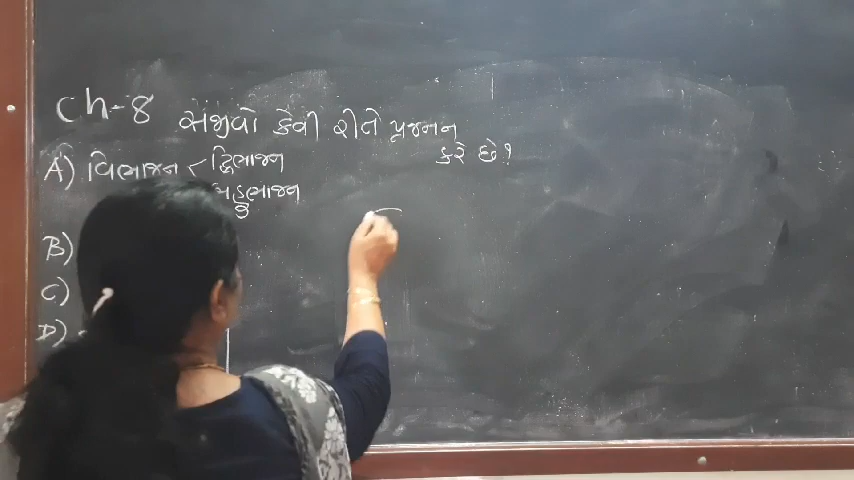 Ch-8 સજીવો કેવી રીતે પ્રજનન
કરે છે?
A) વિભાજન < દ્વિભાજન
બહુભાજન
B)
C)
D)